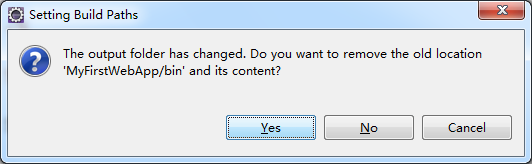 Setting Build Paths
The output folder has changed. Do you want to remove the old location
'MyFirstWebApp/bin' and its content?
Yes
No
Cancel